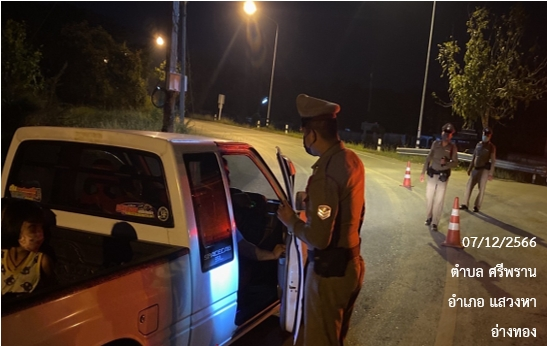 07/12/2566
ตำบล ศรีพราน
อำเภอ แสวงหา
อ่างทอง